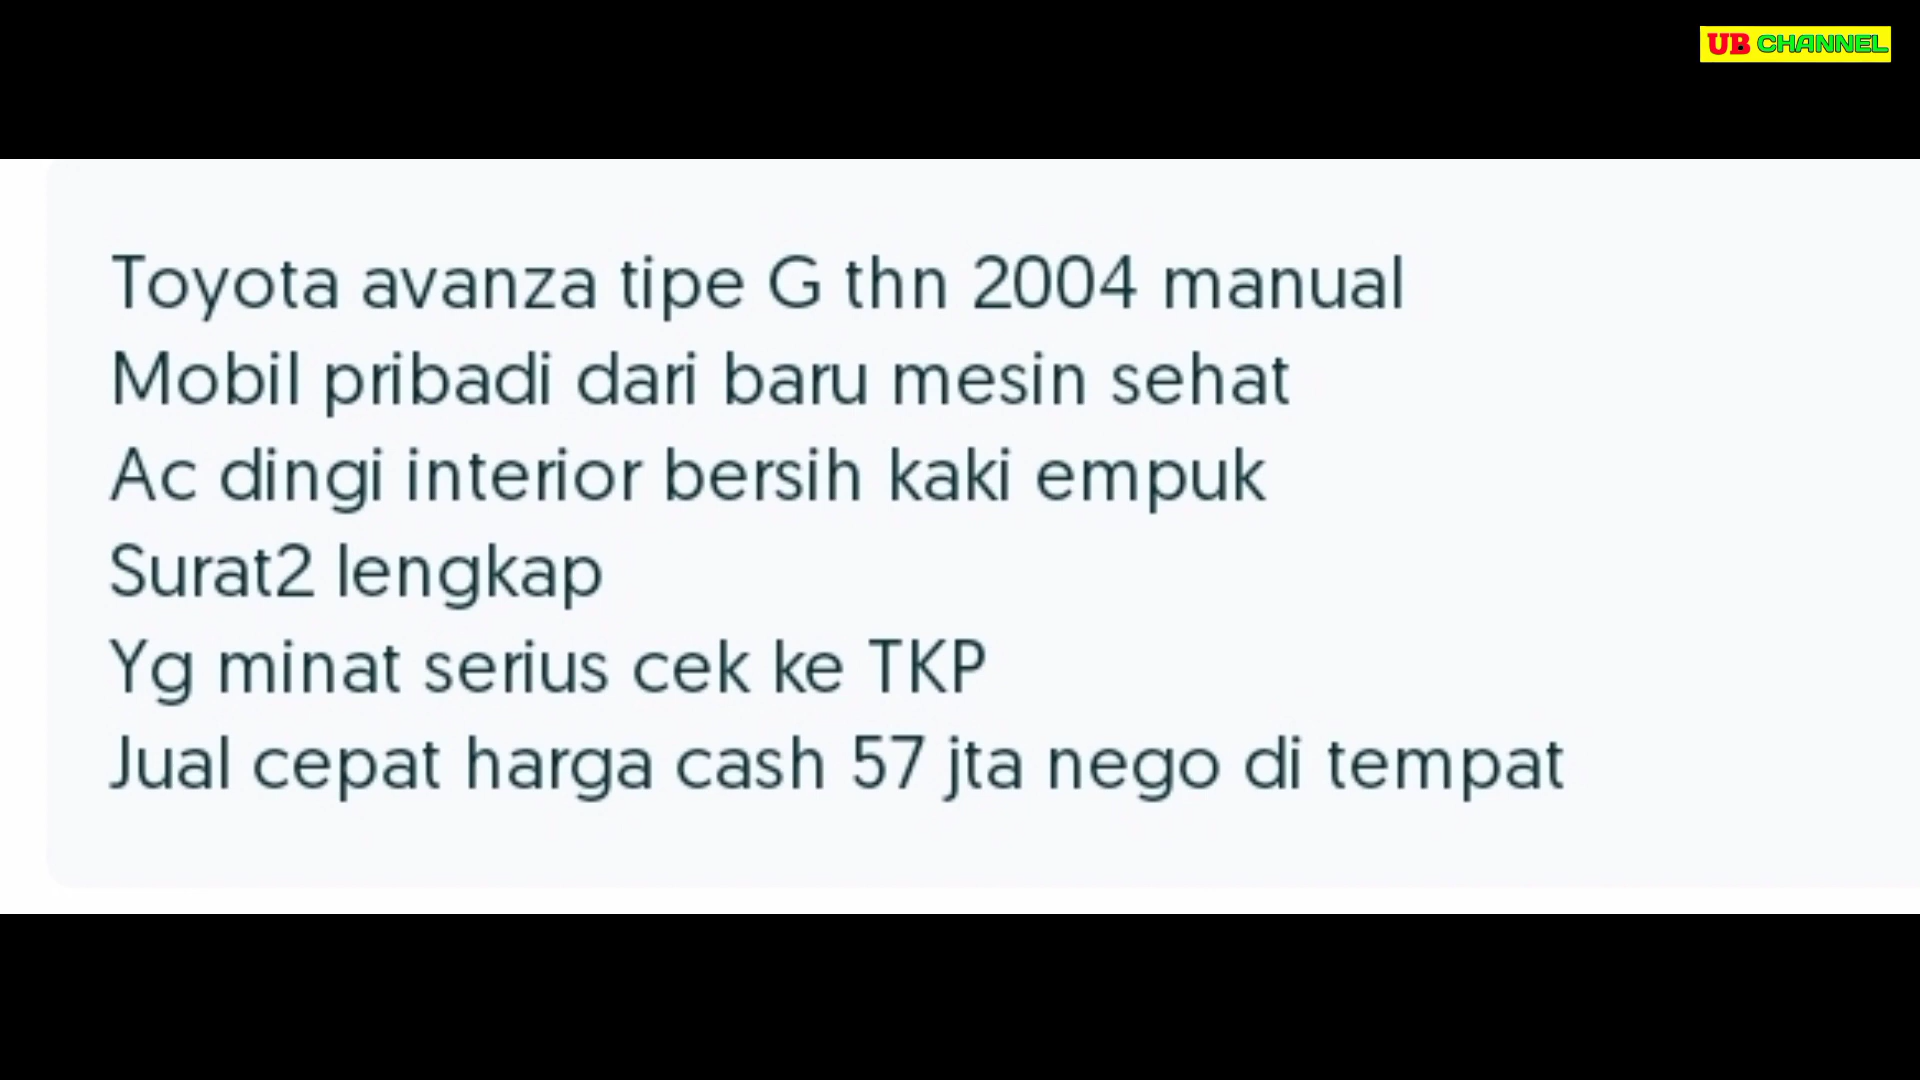 UB CHANNEL
Toyota avanza tipe G thn 2004 manual
Mobil pribadi dari baru mesin sehat
Ac dingi interior bersih kaki empuk
Surat2 lengkap
Yg minat serius cek ke TKP
Jual cepat harga cash 57 jta nego di tempat